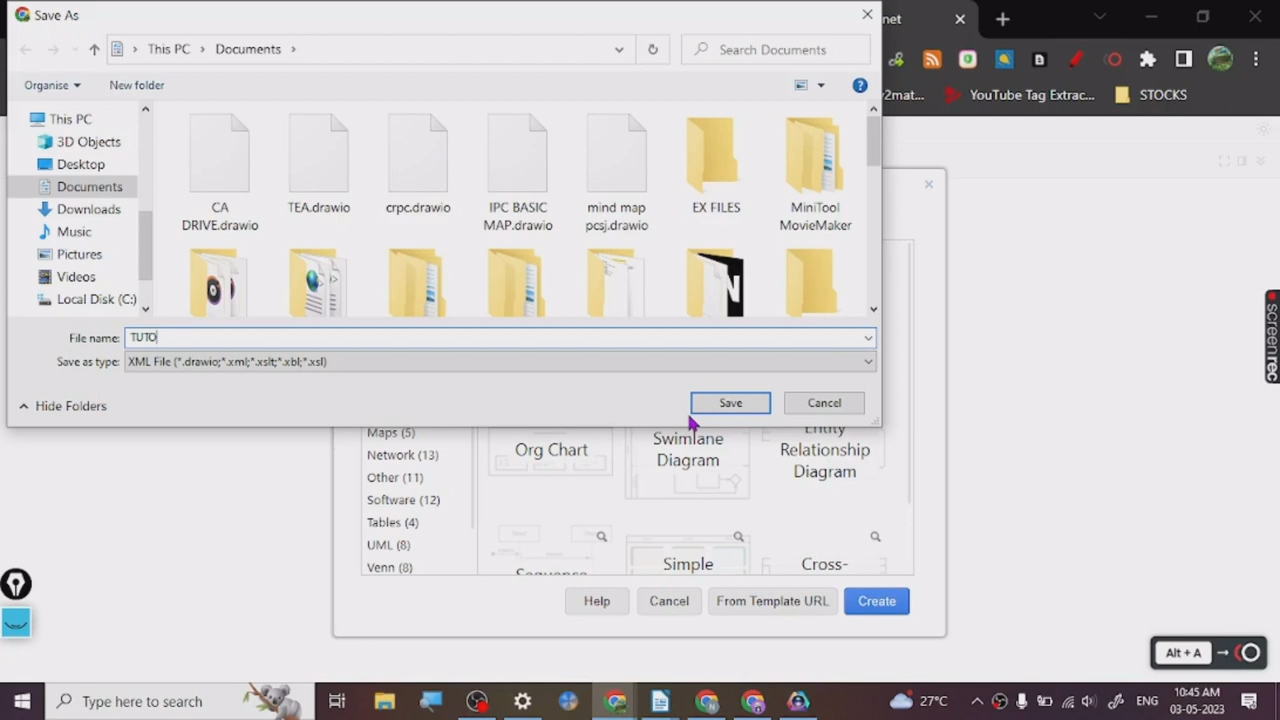 Save As
net
This PC
Documents
Search Documents
Organise
New folder
v2mat...
YouTube Tag Extrac...
STOCKS
This PC
3D Objects
Desktop
Documents
Downloads
Music
Pictures
Videos
Local Disk (C:)
CA
DRIVE.drawio
TEA.drawio
crpc.drawio
IPC BASIC
MAP.drawio
mind map
pcsj.drawio
EX FILES
MiniTool
MovieMaker
File name:
TUTO
Save as type:
XML File (*.drawio;*.xml;*.xslt;*.xbl;*.xsl)
Hide Folders
Save
Cancel
screenrec
Maps (5)
Network (13)
Other (11)
Software (12)
Tables (4)
UML (8)
Venn (8)
Org Chart
Swimlane
Diagram
Entity
Relationship
Diagram
Sequence
Simple
Cross-
Help
Cancel
From Template URL
Create
Alt + A
Type here to search
27°C
ENG
10:45 AM
03-05-2023